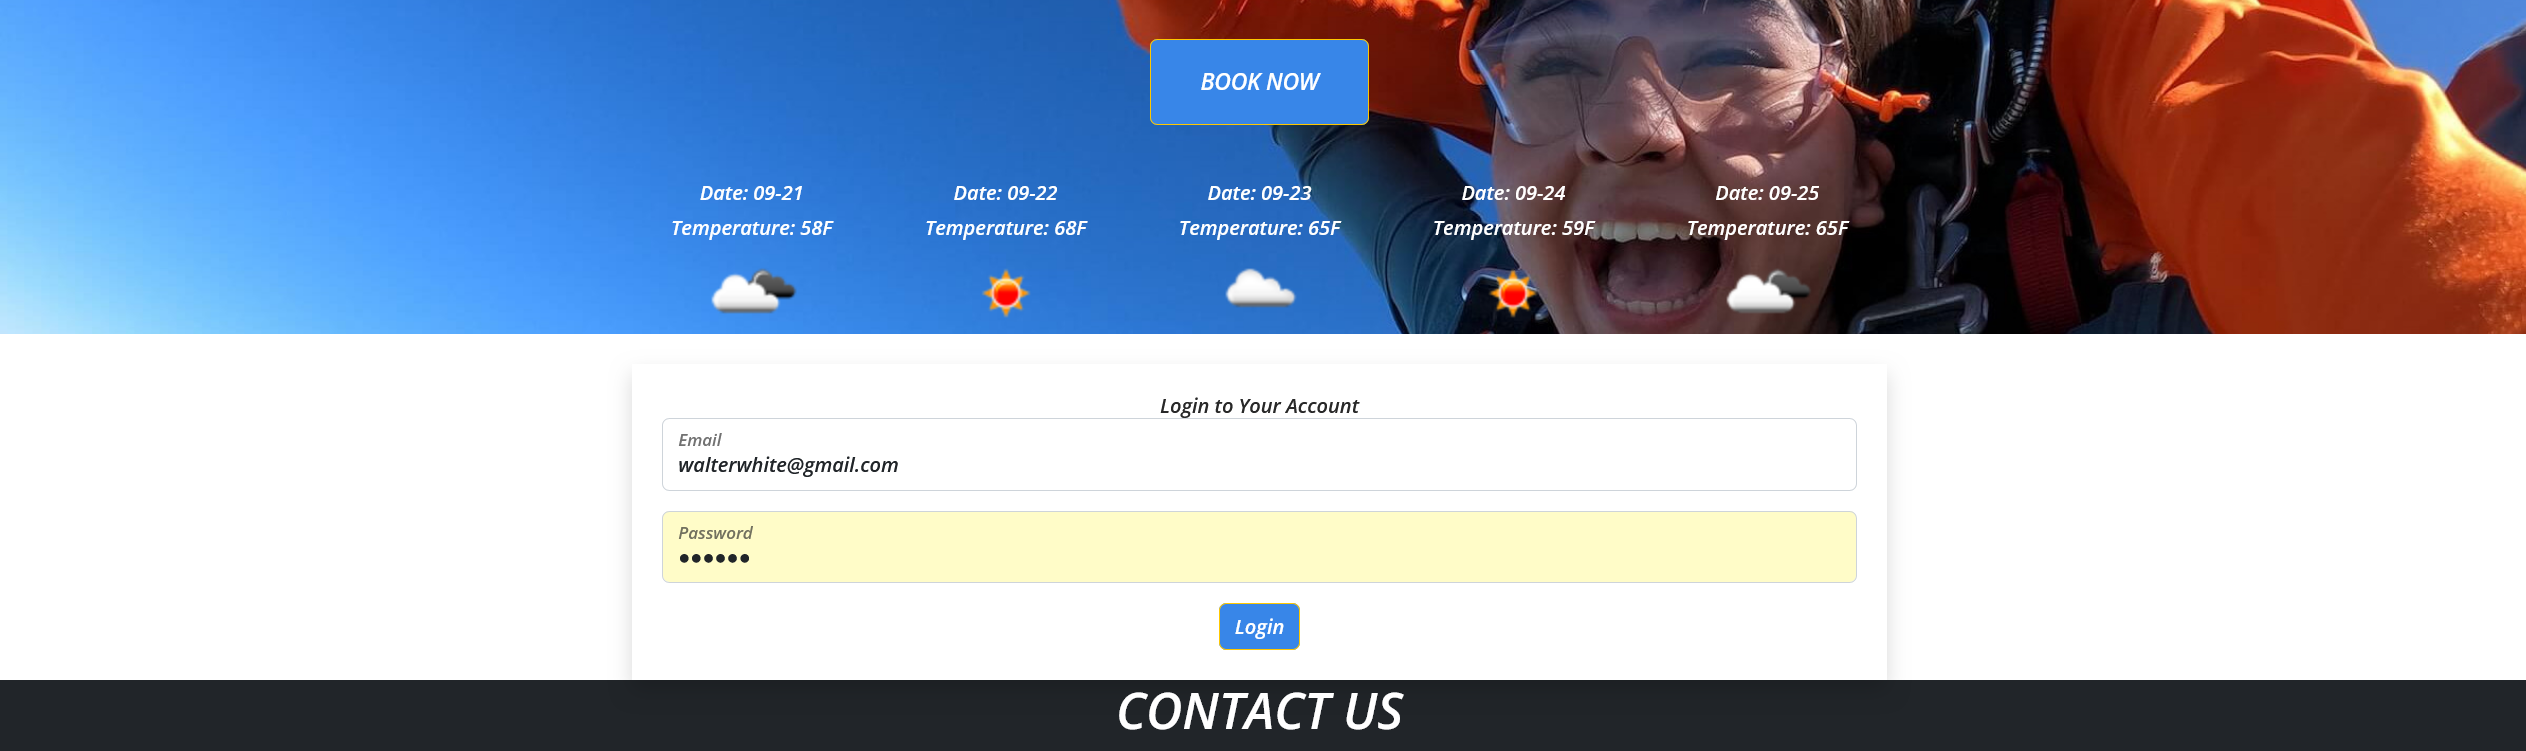 BOOK NOW
Date: 09-21
Temperature: 58F
Date: 09-22
Temperature: 68F
Date: 09-23
Temperature: 65F
Date: 09-24
Temperature: 59F
Date: 09-25
Temperature: 65F
Login to Your Account
Email
walterwhite@gmail.com
Password
••••••
Login
CONTACT US